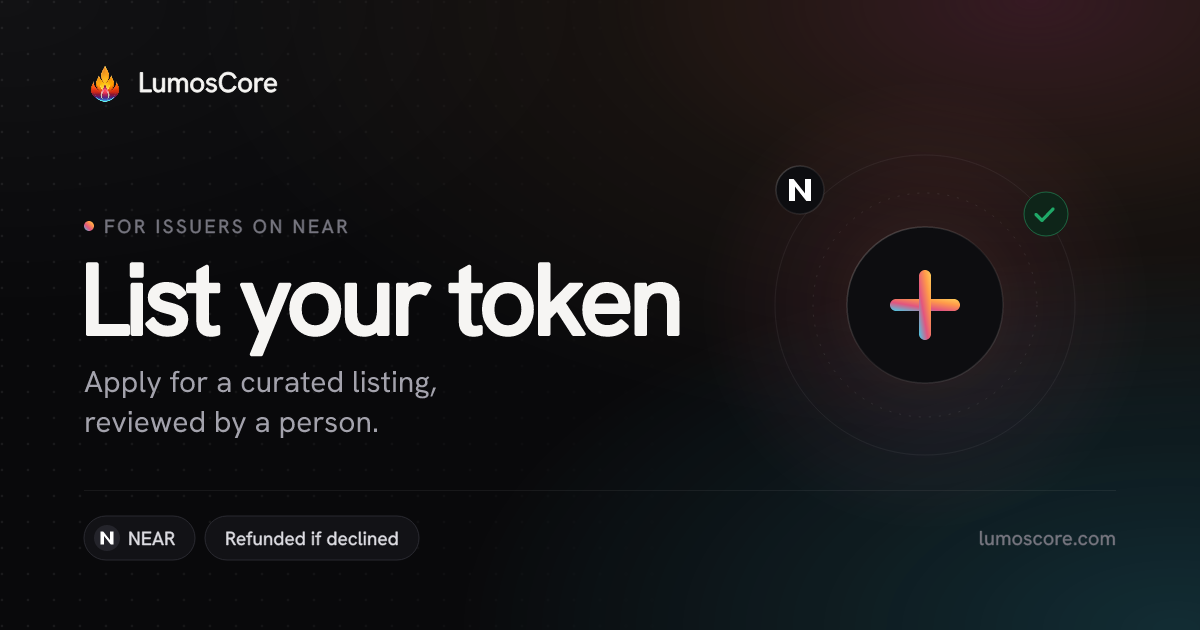 LumosCore
FOR ISSUERS ON NEAR
List your token
Apply for a curated listing,
reviewed by a person.
N
N NEAR
Refunded if declined
lumoscore.com